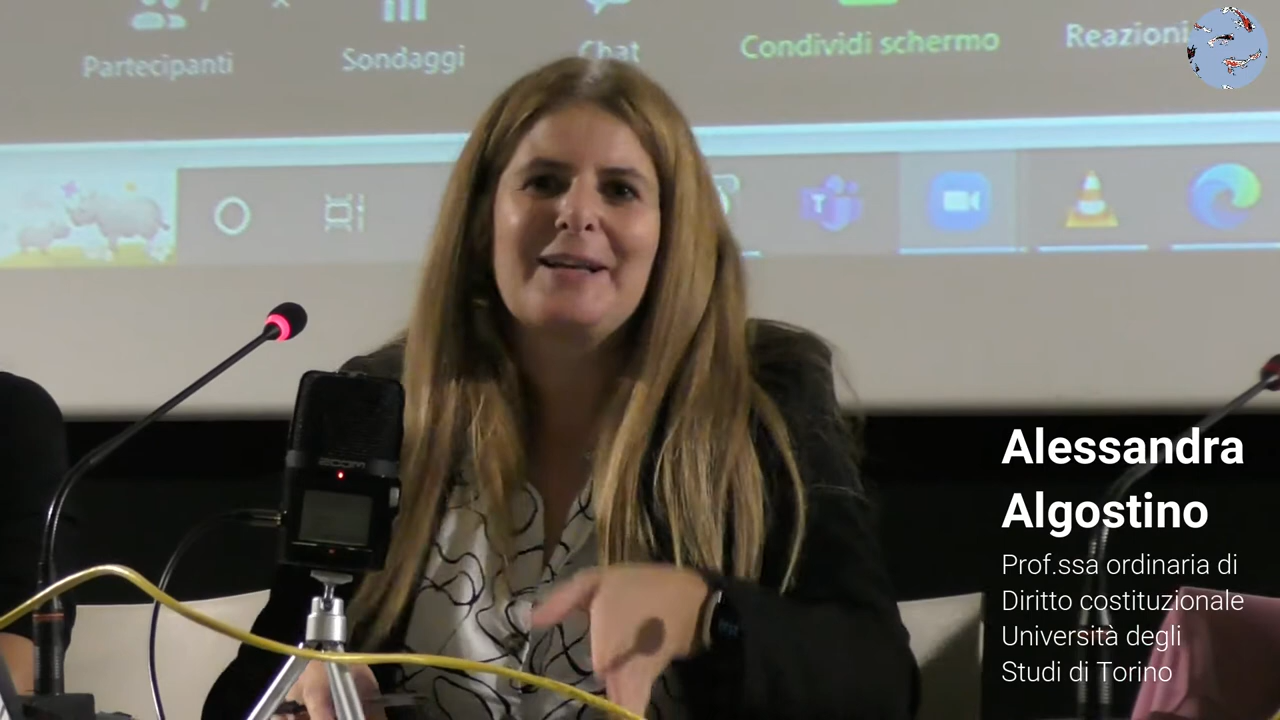 Partecipanti
Sondaggi
Chat
Condividi schermo
Reazioni
T
zoom
Alessandra
Algostino
Prof.ssa ordinaria di
Diritto costituzionale
Università degli
Studi di Torino